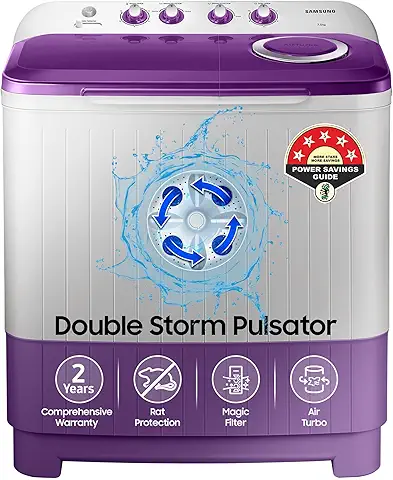 SAMSUNG
MORE STARS
MORE SAVINGS
POWER SAVINGS
GUIDE
Double Storm Pulsator
2
Years
Comprehensive
Warranty
Rat
Protection
Magic
Filter
Air
Turbo